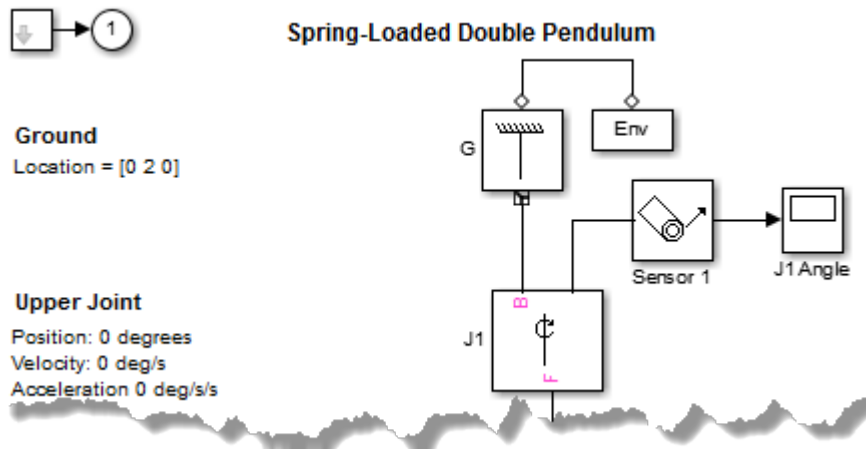 1
Spring-Loaded Double Pendulum
Env
G
Ground
Location = [0 2 0]
Sensor 1
J1 Angle
B
Upper Joint
J1
Position: 0 degrees
Velocity: 0 deg/s
F
Acceleration 0 deg/s/s